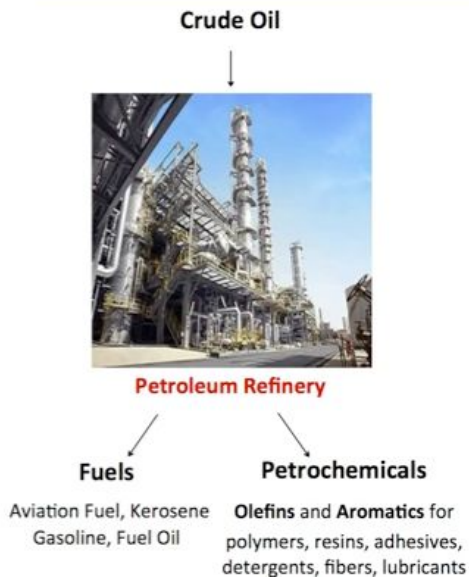 Crude Oil
Petroleum Refinery
Fuels
Aviation Fuel, Kerosene
Gasoline, Fuel Oil
Petrochemicals
Olefins and Aromatics for
polymers, resins, adhesives,
detergents, fibers, lubricants